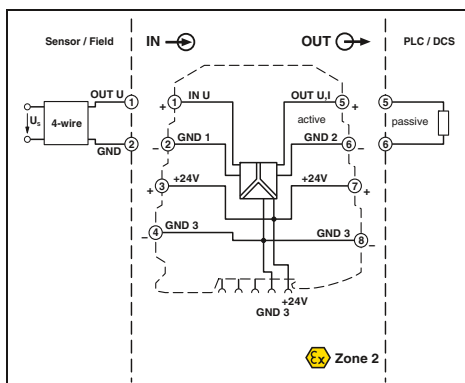 Sensor / Field
IN
OUT
PLC / DCS
OUT U
1
+
1
IN U
OUT U,I
5
+
5
Us
4-wire
active
passive
GND
2
–
2
GND 1
GND 2
6
–
6
+
3
+24V
+24V
7
+
–
4
GND 3
GND 3
8
–
+24V
GND 3
Ex Zone 2